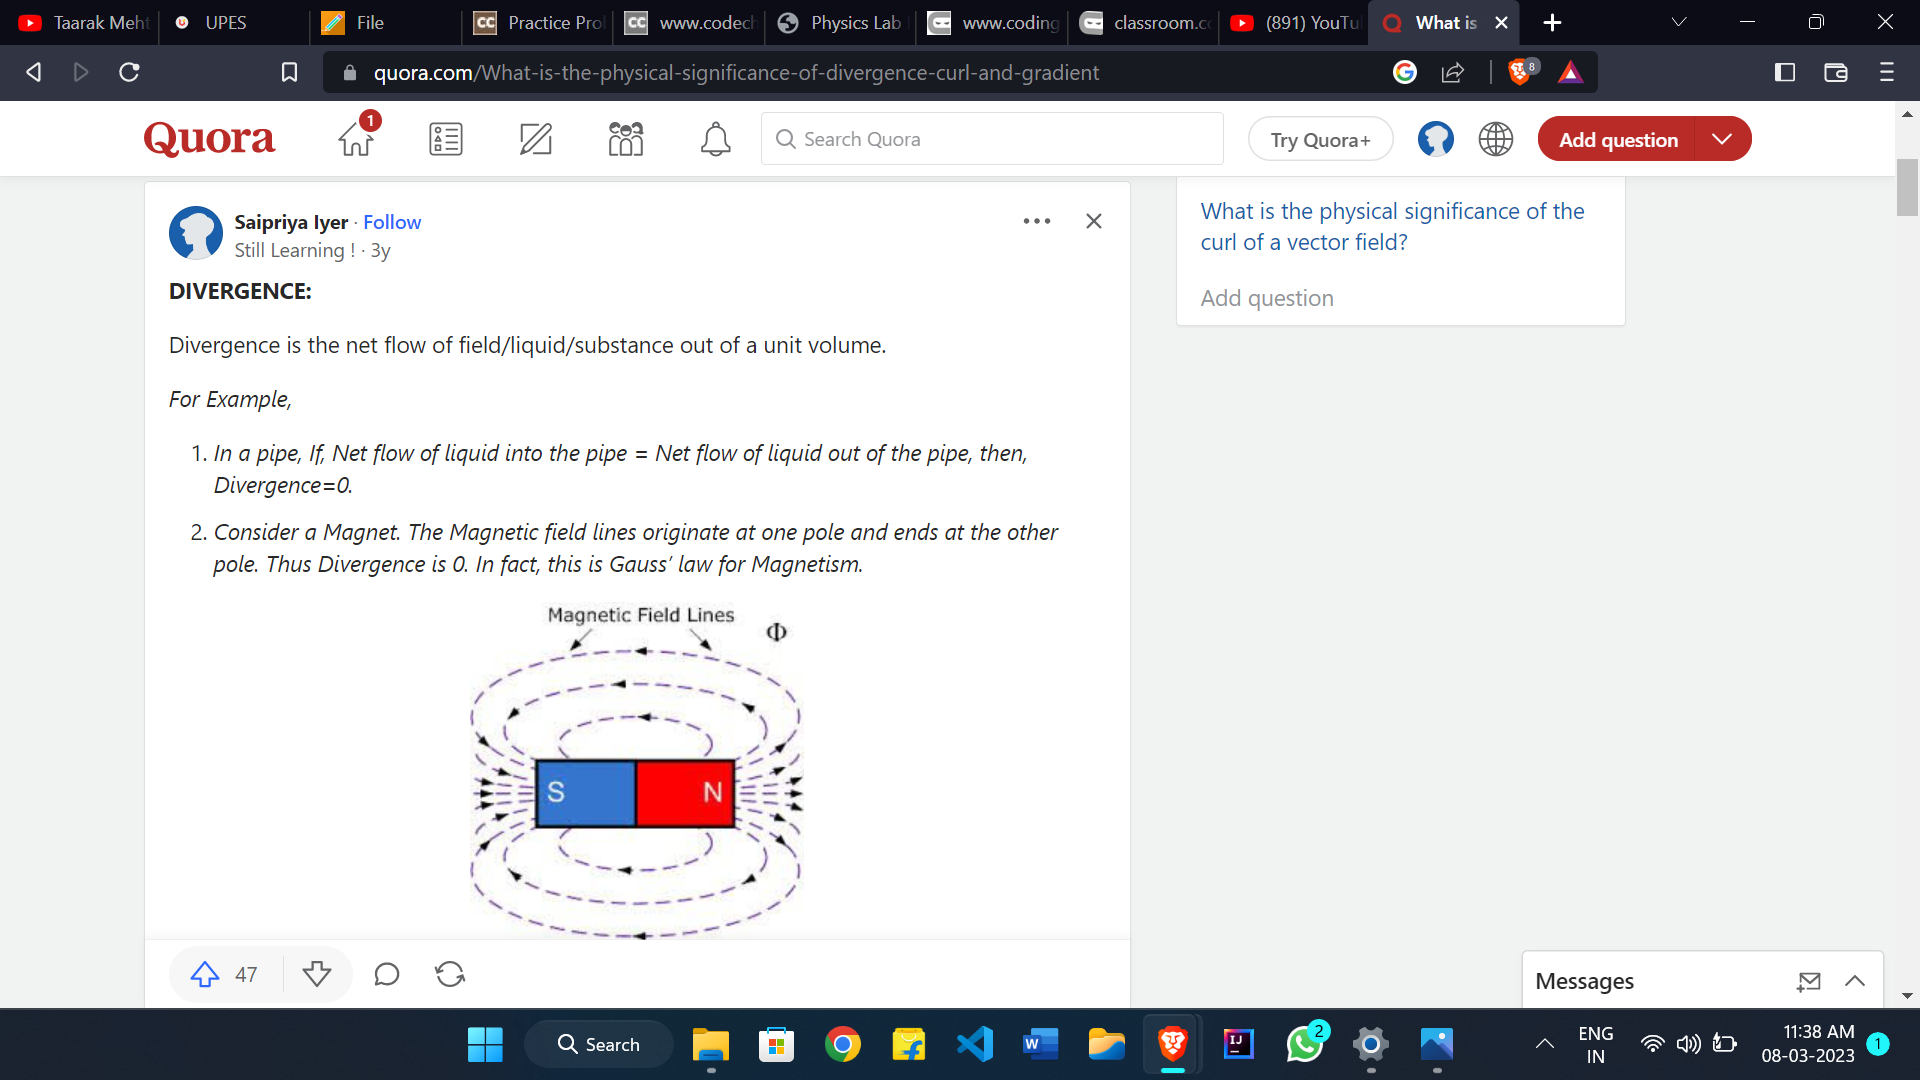 Taarak Meht
UPES
File
CC Practice Pro
CC www.codech
Physics Lab
www.coding
classroom.cc
(891) YouTu
What is
quora.com/What-is-the-physical-significance-of-divergence-curl-and-gradient
8
Quora
1
Search Quora
Try Quora+
Add question
Saipriya Iyer · Follow
Still Learning ! · 3y
DIVERGENCE:
Divergence is the net flow of field/liquid/substance out of a unit volume.
For Example,
1. In a pipe, If, Net flow of liquid into the pipe = Net flow of liquid out of the pipe, then,
Divergence=0.
2. Consider a Magnet. The Magnetic field lines originate at one pole and ends at the other
pole. Thus Divergence is 0. In fact, this is Gauss’ law for Magnetism.
Magnetic Field Lines
Φ
S
N
47
What is the physical significance of the
curl of a vector field?
Add question
Messages
Search
W
IJ
2
ENG
IN
11:38 AM
08-03-2023
1